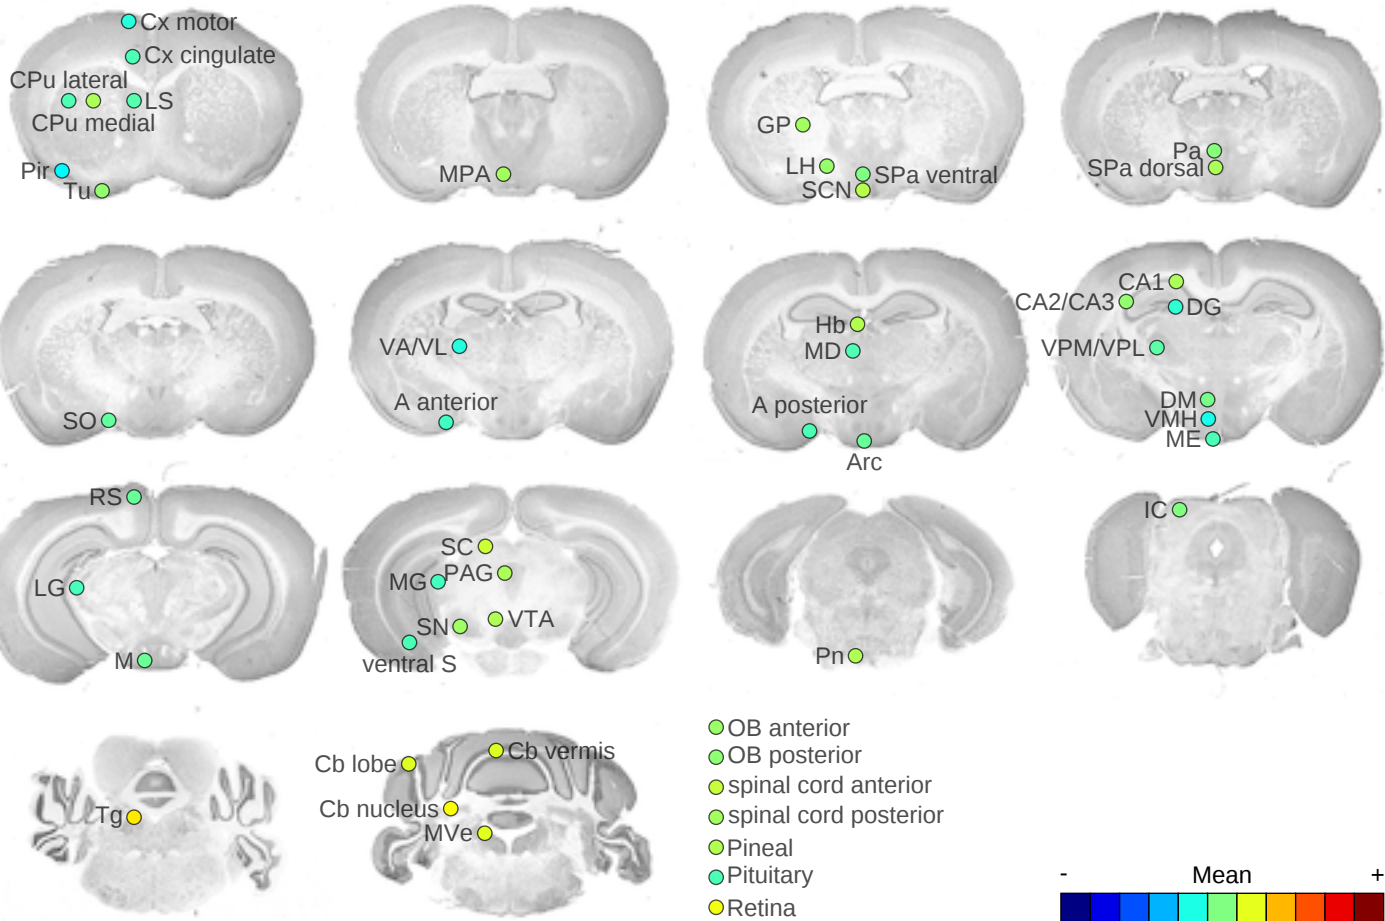 Cx motor
Cx cingulate
CPu lateral
LS
CPu medial
Pir
Tu
MPA
GP
LH
SPa ventral
SCN
Pa
SPa dorsal
SO
VA/VL
A anterior
Hb
MD
A posterior
Arc
CA1
CA2/CA3
DG
VPM/VPL
DM
VMH
ME
RS
LG
M
SC
MG
PAG
SN
VTA
ventral S
Pn
IC
Tg
Cb lobe
Cb vermis
Cb nucleus
MVe
OB anterior
OB posterior
spinal cord anterior
spinal cord posterior
Pineal
Pituitary
Retina
- Mean +